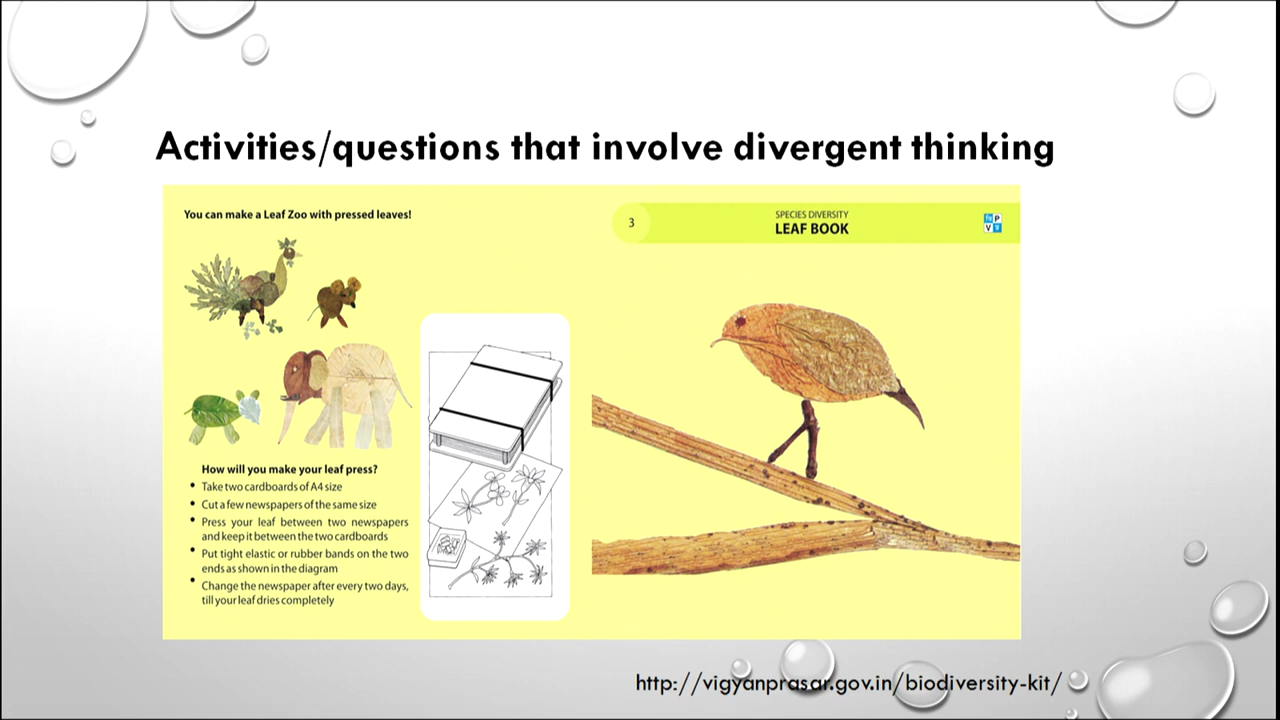 Activities/questions that involve divergent thinking
You can make a Leaf Zoo with pressed leaves!
How will you make your leaf press?
• Take two cardboards of A4 size
• Cut a few newspapers of the same size
• Press your leaf between two newspapers
and keep it between the two cardboards
• Put tight elastic or rubber bands on the two
ends as shown in the diagram
• Change the newspaper after every two days,
till your leaf dries completely
3
SPECIES DIVERSITY
LEAF BOOK
P
V
http://vigyanprasar.gov.in/biodiversity-kit/